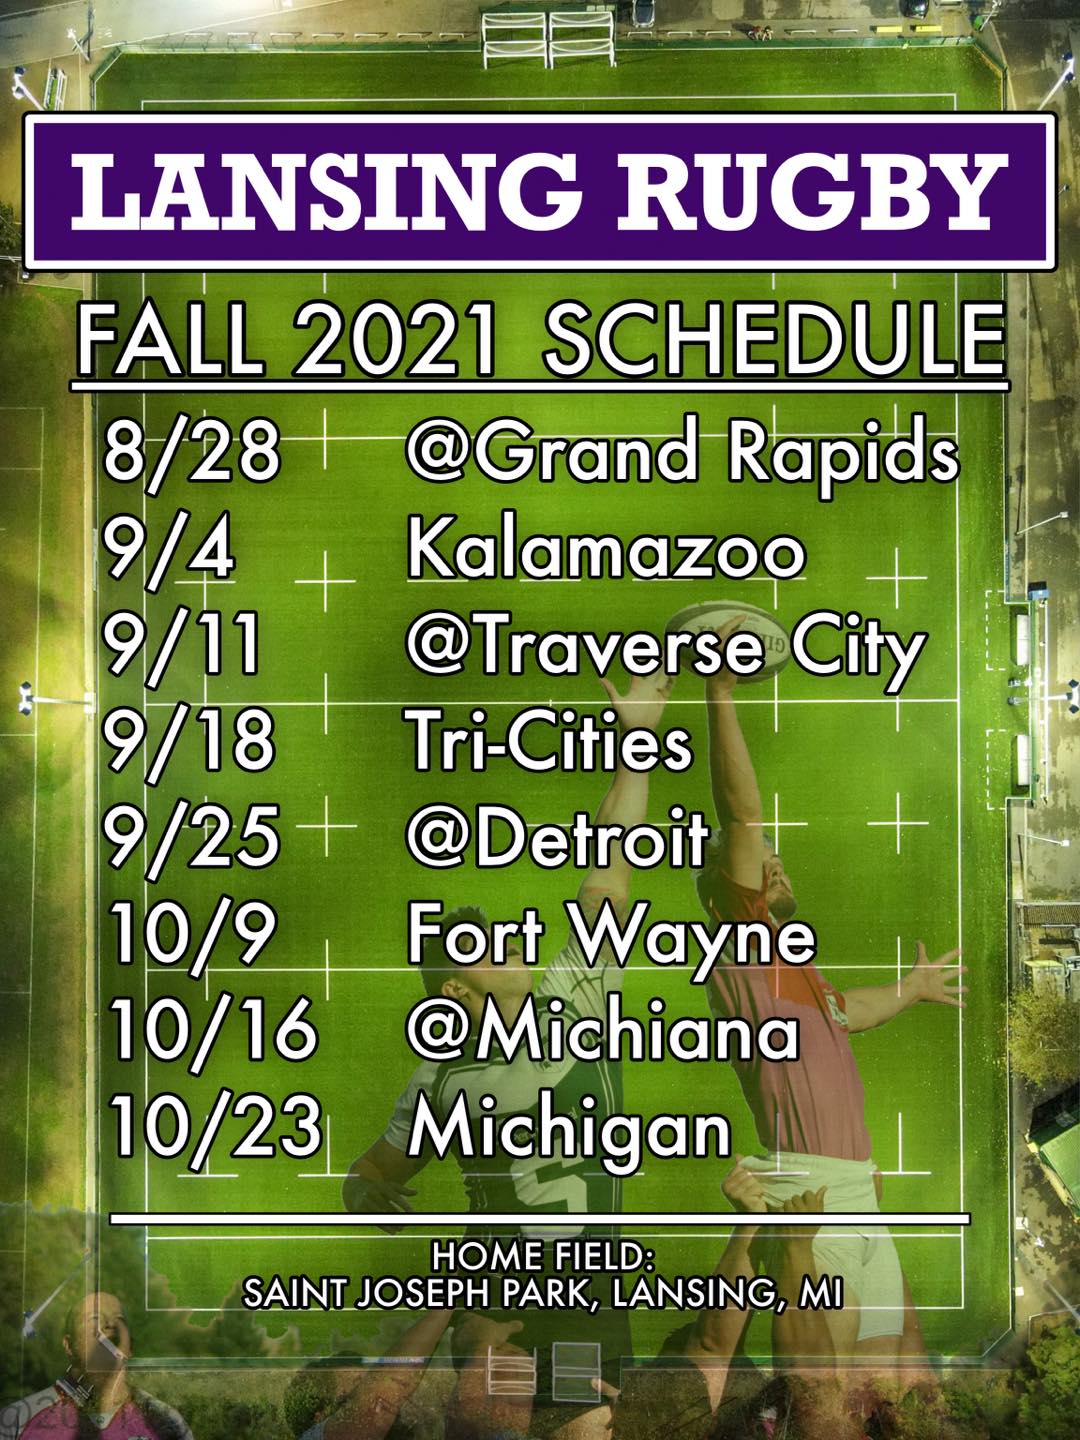 LANSING RUGBY
FALL 2021 SCHEDULE
8/28 @Grand Rapids
9/4 Kalamazoo
9/11 @Traverse City
9/18 Tri-Cities
9/25 @Detroit
10/9 Fort Wayne
10/16 @Michiana
10/23 Michigan
HOME FIELD:
SAINT JOSEPH PARK, LANSING, MI